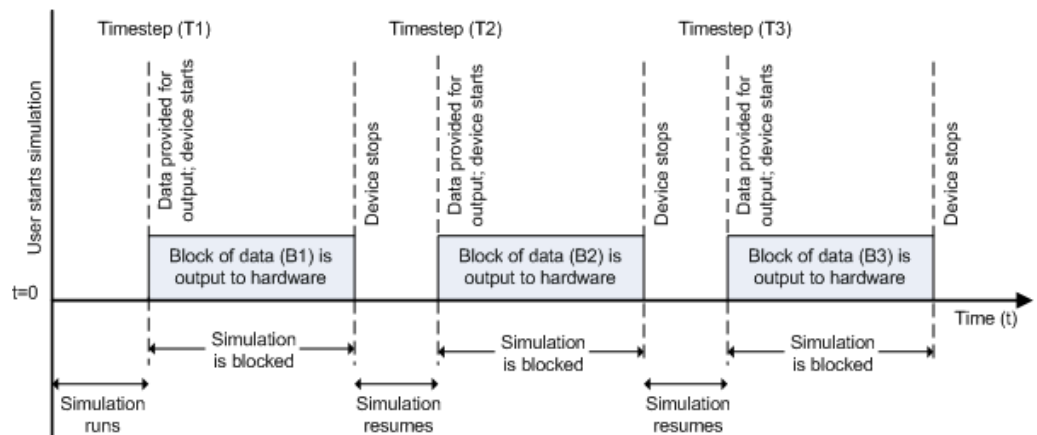 User starts simulation
t=0
Timestep (T1)
Data provided for
output; device starts
Device stops
Block of data (B1) is
output to hardware
Timestep (T2)
Data provided for
output; device starts
Device stops
Block of data (B2) is
output to hardware
Timestep (T3)
Data provided for
output; device starts
Device stops
Block of data (B3) is
output to hardware
Time (t)
Simulation
is blocked
Simulation
is blocked
Simulation
is blocked
Simulation
runs
Simulation
resumes
Simulation
resumes